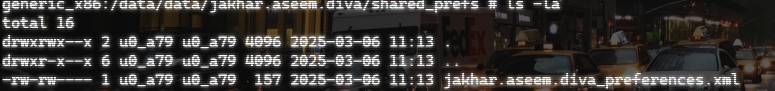 generic_x86:/data/data/jakhar.aseem.diva/shared_prefs # ls -la
total 16
drwxrwx--x 2 u0_a79 u0_a79 4096 2025-03-06 11:13 .
drwxr-x--x 6 u0_a79 u0_a79 4096 2025-03-06 11:13 ..
-rw-rw---- 1 u0_a79 u0_a79  157 2025-03-06 11:13 jakhar.aseem.diva_preferences.xml
FedEx